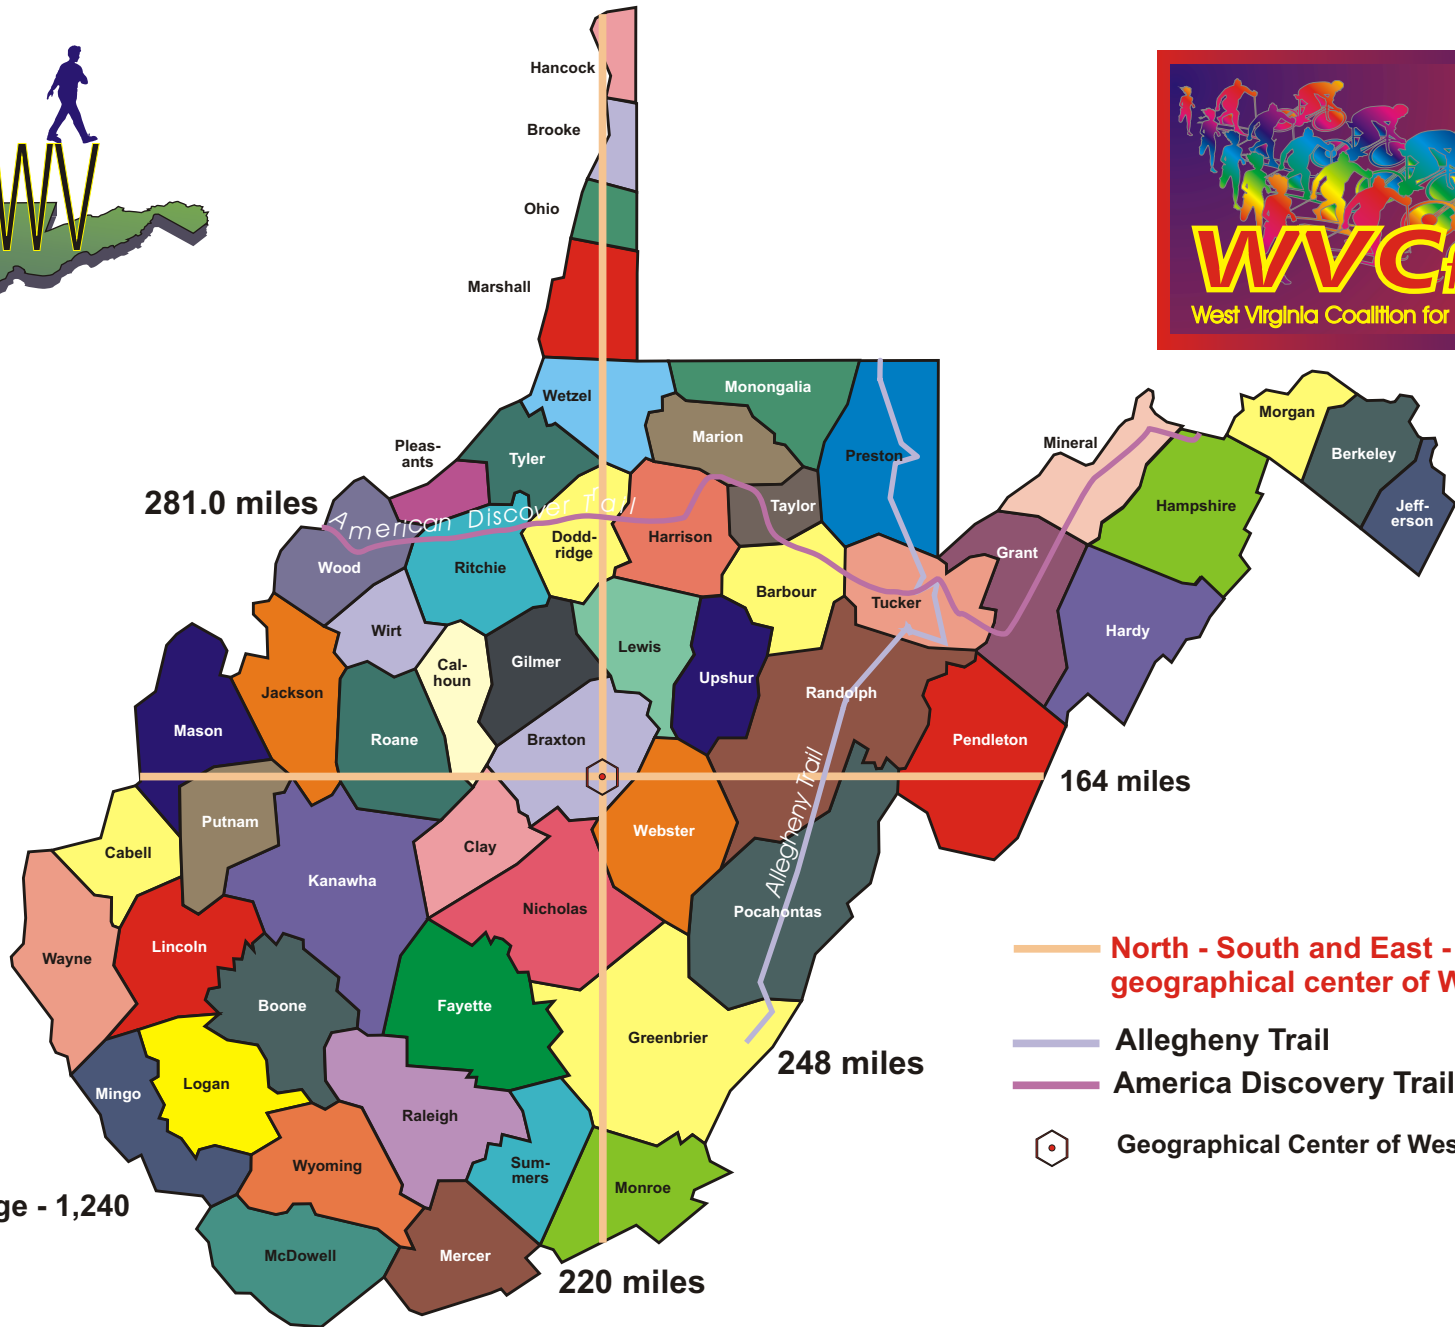 WV
WVCf
West Virginia Coalition for
Hancock
Brooke
Ohio
Marshall
Wetzel
Monongalia
Marion
Preston
Mineral
Morgan
Berkeley
Jeff-
erson
Hampshire
Pleas-
ants
Tyler
281.0 miles
American Discover Trail
Taylor
Harrison
Dodd-
ridge
Ritchie
Wood
Grant
Barbour
Tucker
Wirt
Hardy
Lewis
Gilmer
Cal-
houn
Upshur
Jackson
Randolph
Mason
Roane
Braxton
Pendleton
164 miles
Allegheny Trail
Putnam
Webster
Clay
Cabell
Kanawha
Nicholas
Pocahontas
Lincoln
Wayne
North - South and East -
geographical center of W
Boone
Fayette
Greenbrier
248 miles
Allegheny Trail
America Discovery Trail
Logan
Mingo
Raleigh
Geographical Center of Wes
Wyoming
Sum-
mers
Monroe
ge - 1,240
McDowell
Mercer
220 miles